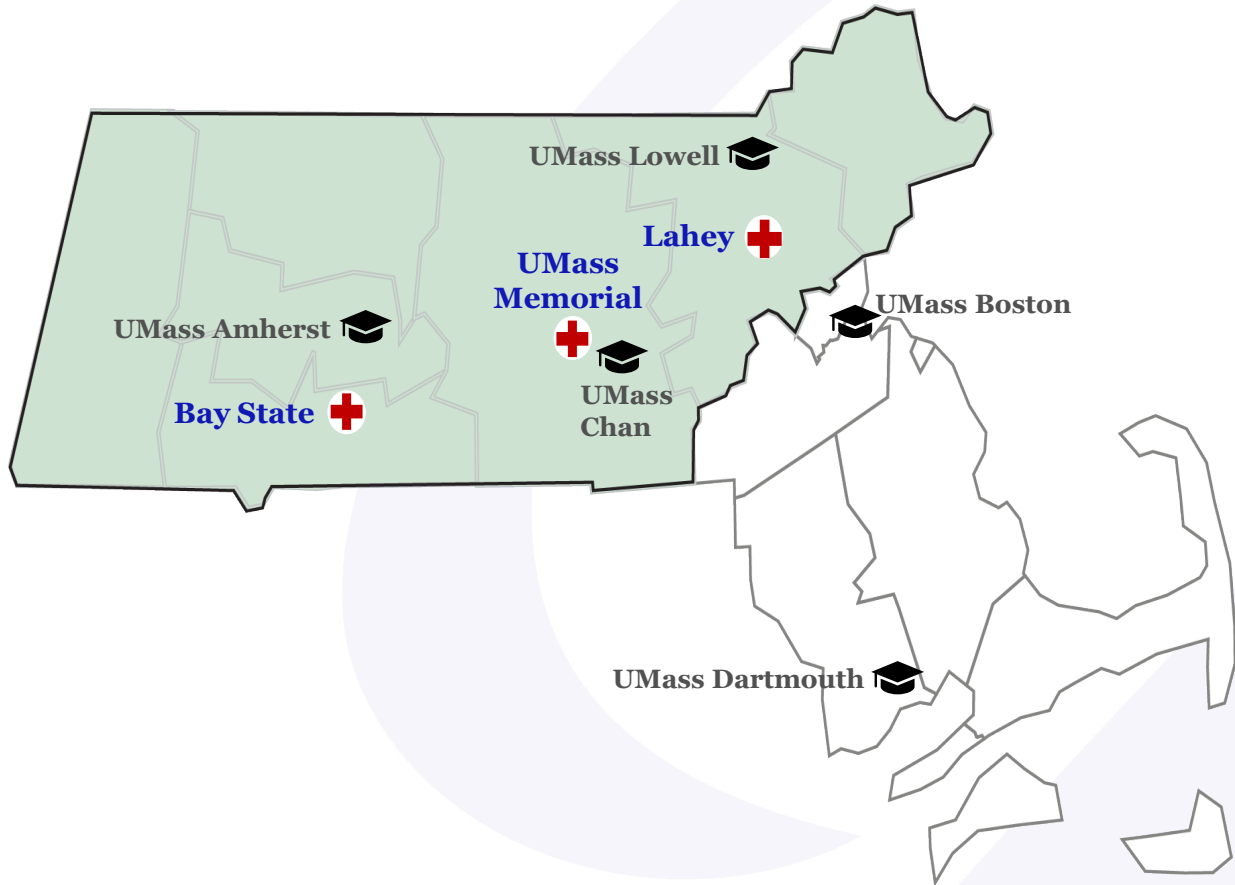 UMass Lowell
Lahey
UMass
Memorial
UMass Boston
UMass Amherst
UMass
Chan
Bay State
UMass Dartmouth